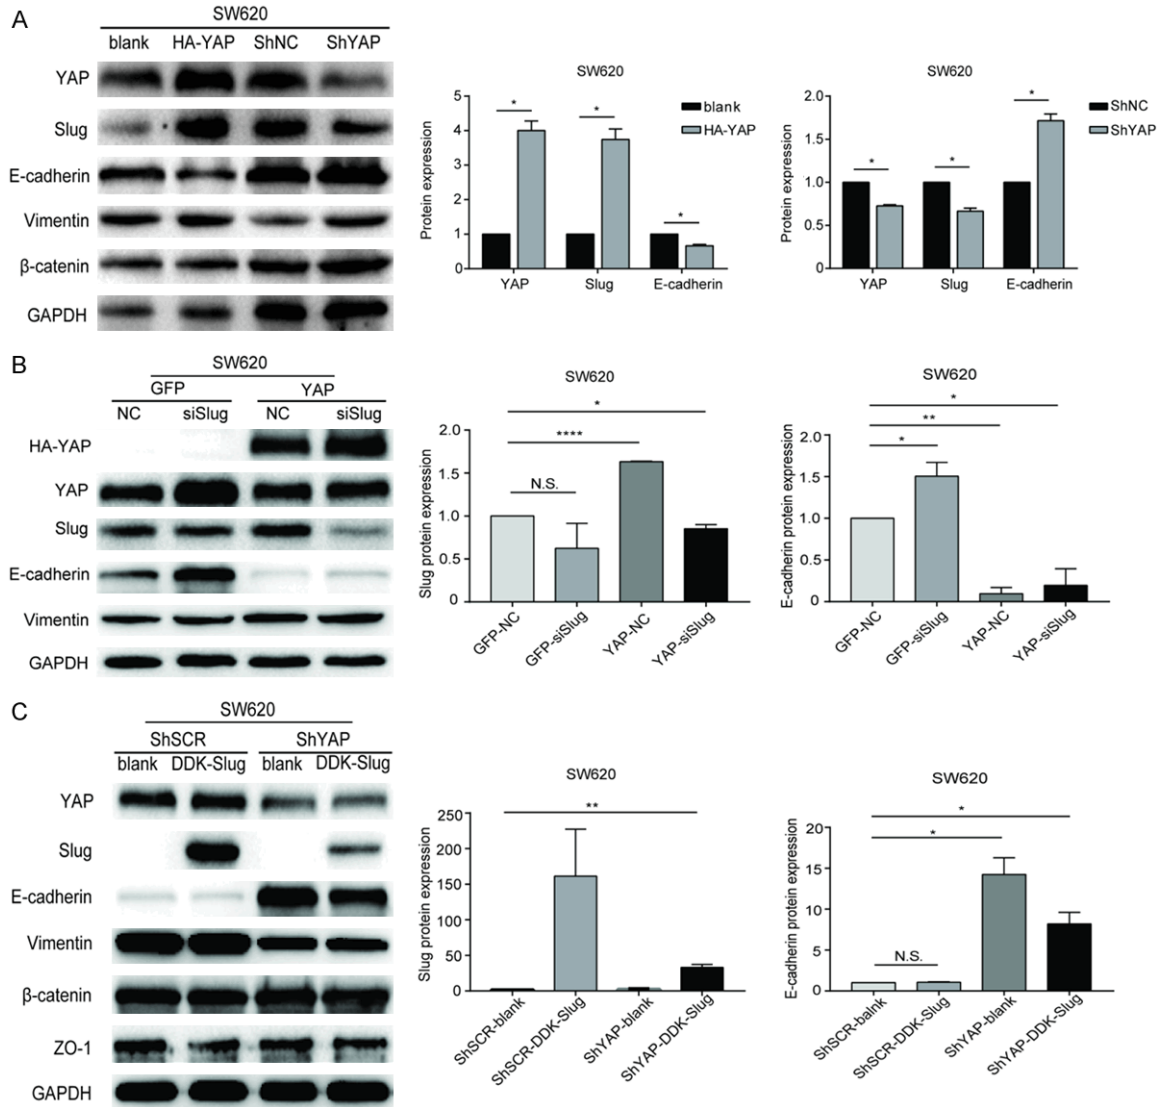 A
SW620
blank HA-YAP ShNC ShYAP
YAP
Slug
E-cadherin
Vimentin
β-catenin
GAPDH
SW620
Protein expression
5
4
3
2
1
0
* * *
blank
HA-YAP
YAP Slug E-cadherin
SW620
Protein expression
2.0
1.5
1.0
0.5
0
* * *
ShNC
ShYAP
YAP Slug E-cadherin
B
SW620
GFP YAP
NC siSlug NC siSlug
HA-YAP
YAP
Slug
E-cadherin
Vimentin
GAPDH
SW620
Slug protein expression
2.0
1.5
1.0
0.5
0
*
****
N.S.
GFP-NC GFP-siSlug YAP-NC YAP-siSlug
SW620
E-cadherin protein expression
2.0
1.5
1.0
0.5
0
*
**
*
GFP-NC GFP-siSlug YAP-NC YAP-siSlug
C
SW620
ShSCR ShYAP
blank DDK-Slug blank DDK-Slug
YAP
Slug
E-cadherin
Vimentin
β-catenin
ZO-1
GAPDH
SW620
Slug protein expression
250
200
150
100
50
0
**
ShSCR-blank ShSCR-DDK-Slug ShYAP-blank ShYAP-DDK-Slug
SW620
E-cadherin protein expression
20
15
10
5
0
*
*
N.S.
ShSCR-balnk ShSCR-DDK-Slug ShYAP-blank ShYAP-DDK-Slug